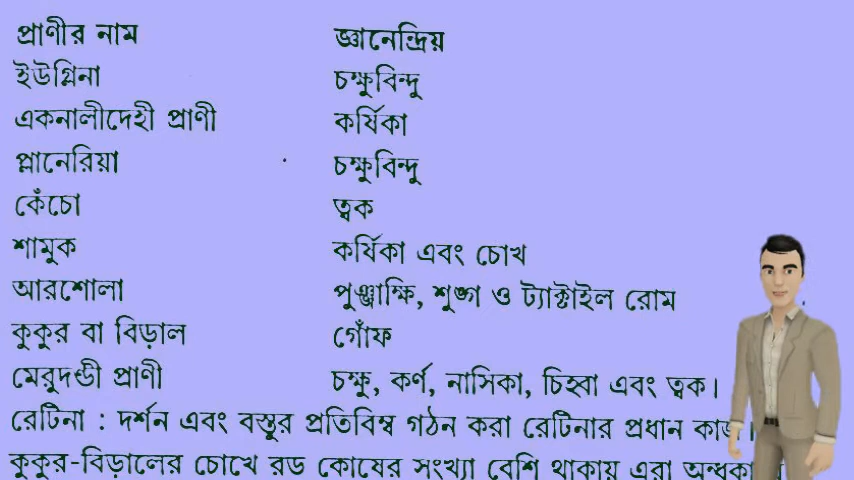 প্রাণীর নাম জ্ঞানেন্দ্রিয়
ইউগ্লিনা চক্ষুবিন্দু
একনালীদেহী প্রাণী কর্ষিকা
প্লানেরিয়া চক্ষুবিন্দু
কেঁচো ত্বক
শামুক কর্ষিকা এবং চোখ
আরশোলা পুঞ্জাক্ষি, শুঙ্গ ও ট্যাক্টাইল রোম
কুকুর বা বিড়াল গোঁফ
মেরুদণ্ডী প্রাণী চক্ষু, কর্ণ, নাসিকা, চিহ্বা এবং ত্বক।
রেটিনা : দর্শন এবং বস্তুর প্রতিবিম্ব গঠন করা রেটিনার প্রধান কাজ।
কুকুর-বিড়ালের চোখে রড কোষের সংখ্যা বেশি থাকায় এরা